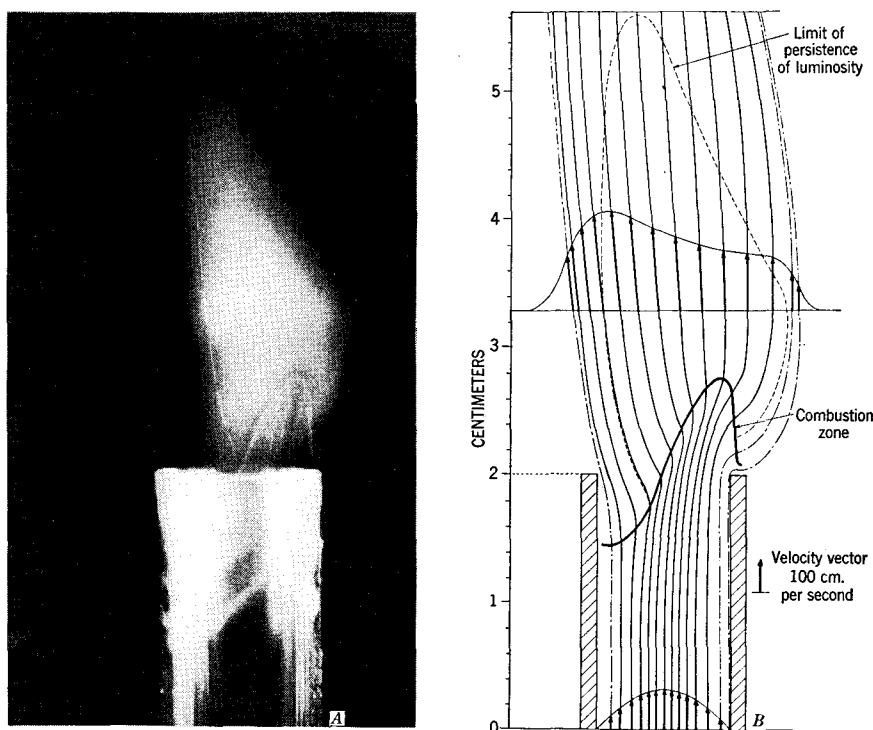 A
Limit of
persistence
of luminosity
5
4
3
CENTIMETERS
Combustion
zone
2
Velocity vector
100 cm.
per second
1
0
B